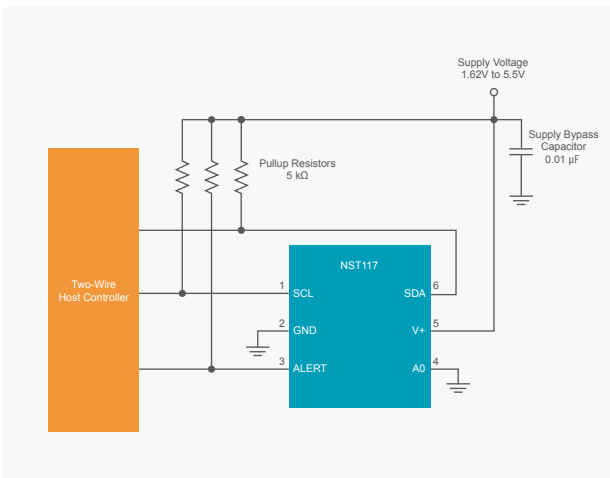 Supply Voltage
1.62V to 5.5V
Supply Bypass
Capacitor
0.01 μF
Pullup Resistors
5 kΩ
Two-Wire
Host Controller
NST117
1
SCL
2
GND
3
ALERT
SDA
6
V+
5
A0
4